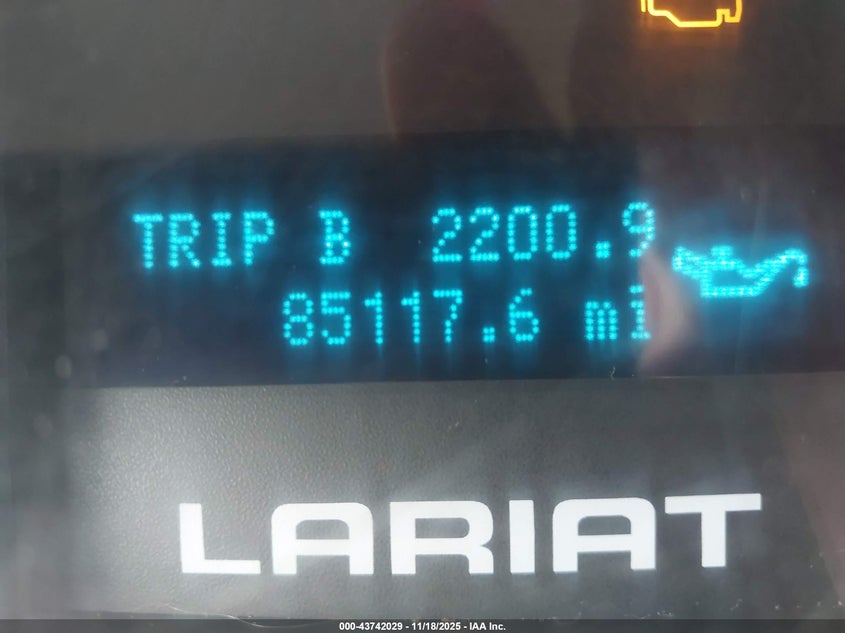 TRIP B 2200.9
85117.6 mi
LARIAT
000-43742029 - 11/18/2025 - IAA Inc.